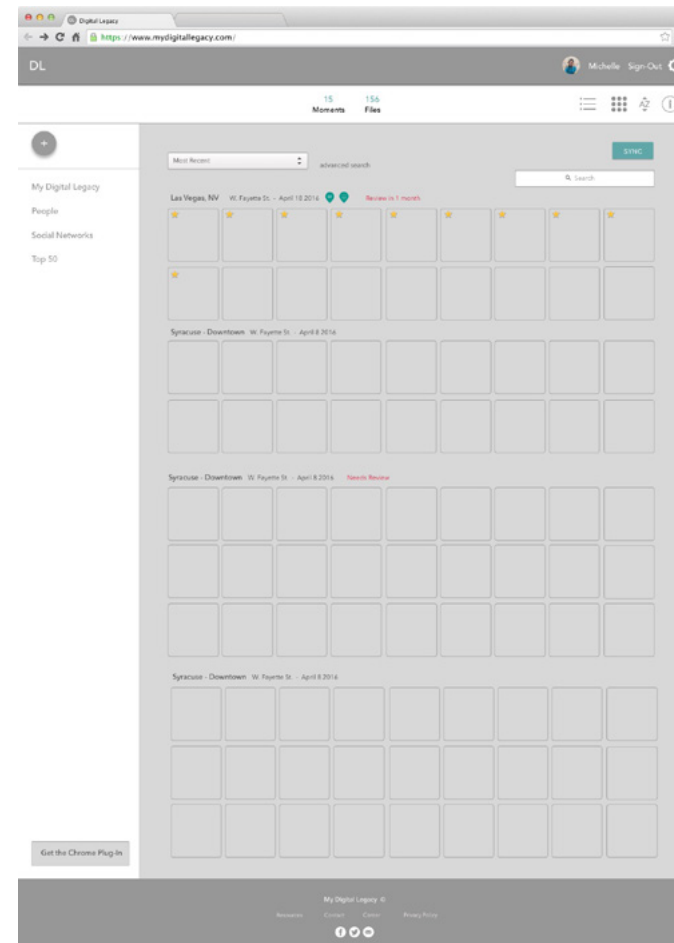 Digital Legacy
https://www.mydigitallegacy.com/
DL
Michelle Sign-Out
15 156
Moments Files
AZ
+
SYNC
Most Recent
advanced search
Search
My Digital Legacy
People
Social Networks
Top 50
Las Vegas, NV W. Fayette St. - April 18 2016 Review in 1 month
Syracuse - Downtown W. Fayette St. - April 8 2016
Syracuse - Downtown W. Fayette St. - April 8 2016 Needs Review
Syracuse - Downtown W. Fayette St. - April 8 2016
Get the Chrome Plug-In
My Digital Legacy ©
Resources Contact Career Privacy Policy